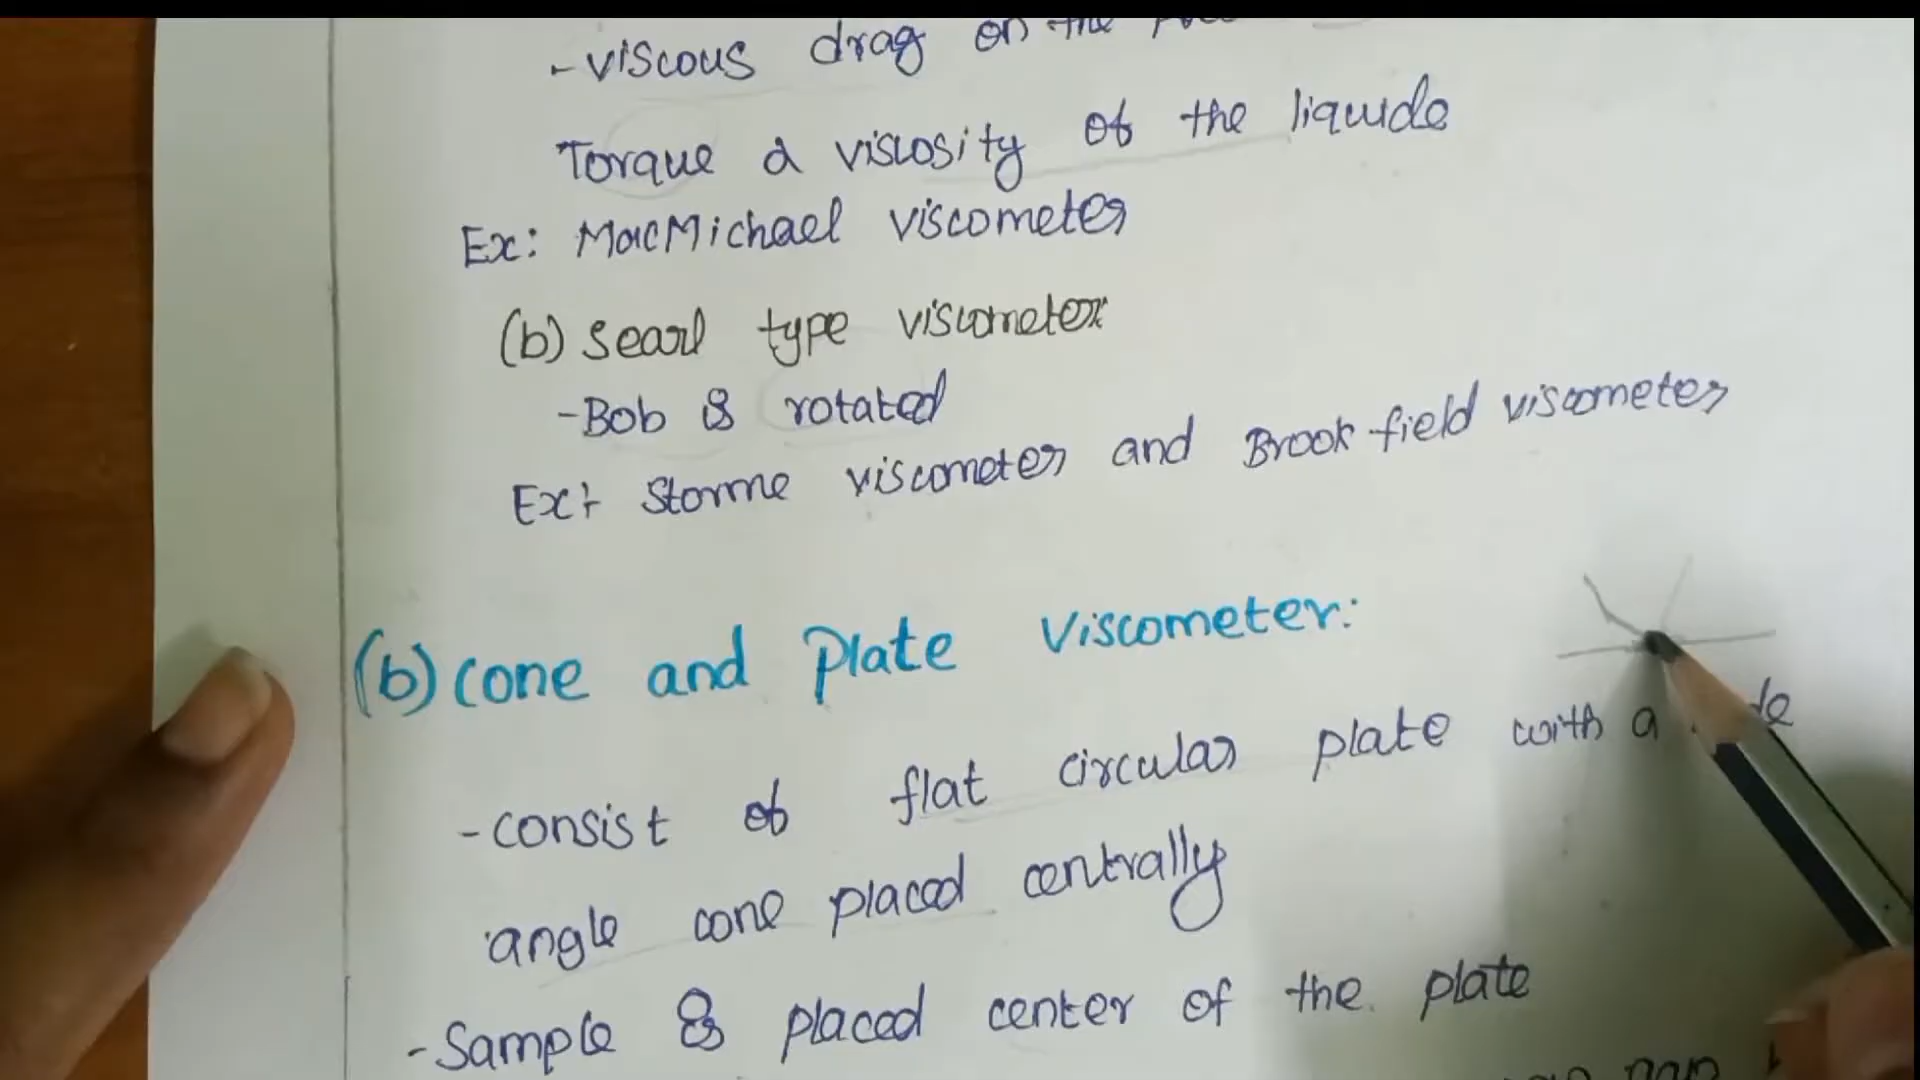 -viscous drag on the
Torque α viscosity of the liquide
Ex: MacMichael viscometer
(b) searl type viscometer
-Bob is rotated
Ex:- Storme viscometer and Brook field viscometer
(b) cone and plate viscometer:
-consist of flat circular plate with a
angle cone placed centrally
-Sample is placed center of the plate